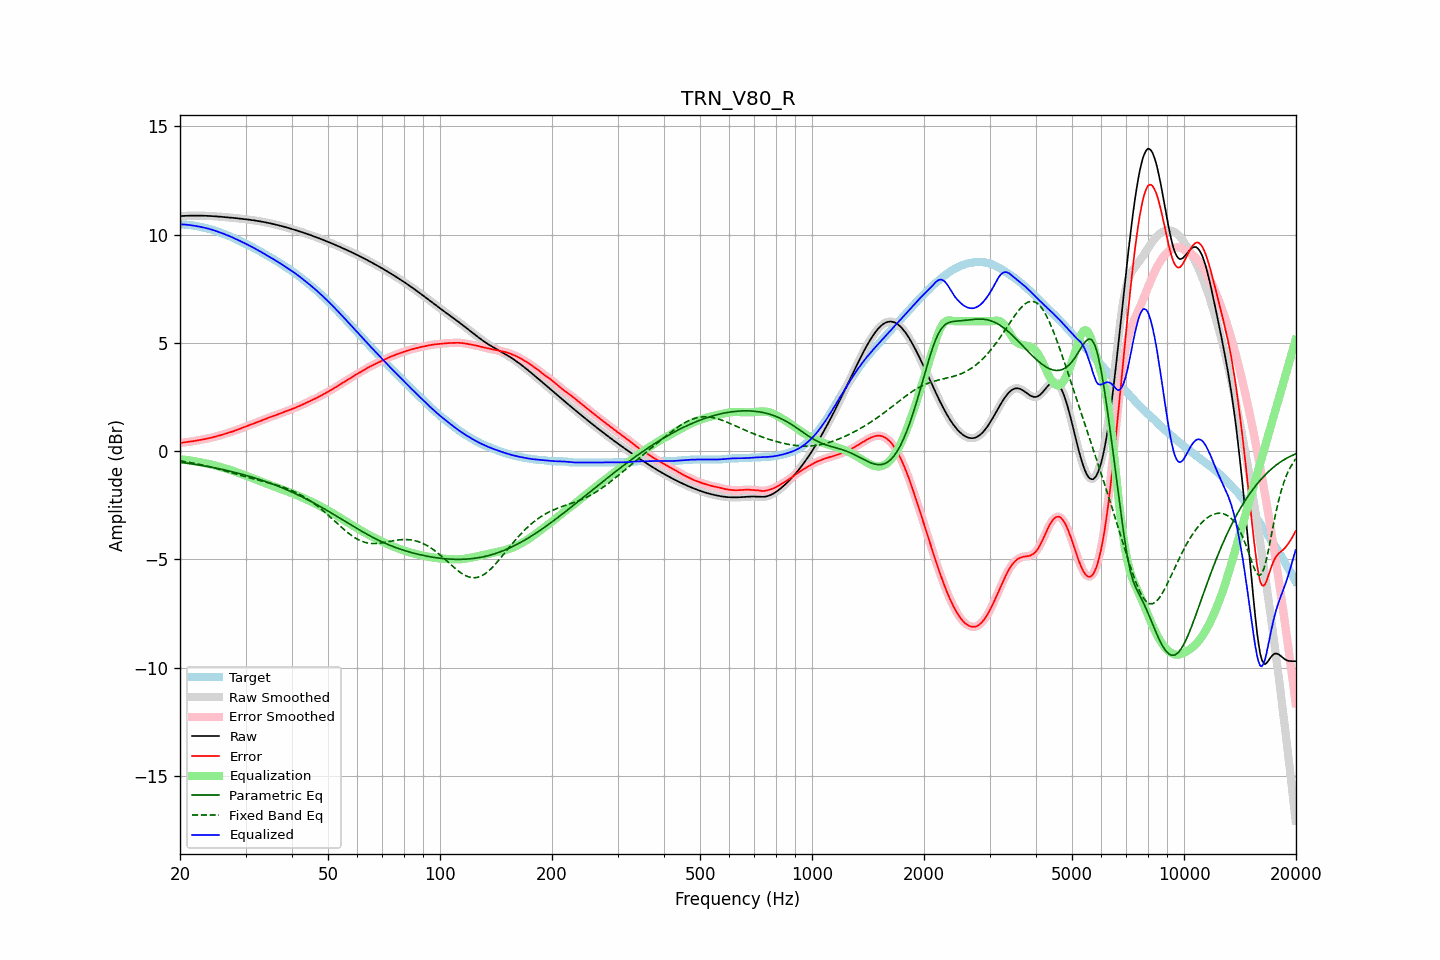 TRN_V80_R
15
10
5
0
−5
−10
−15
Amplitude (dBr)
20
50
100
200
500
1000
2000
5000
10000
20000
Frequency (Hz)
Target
Raw Smoothed
Error Smoothed
Raw
Error
Equalization
Parametric Eq
Fixed Band Eq
Equalized